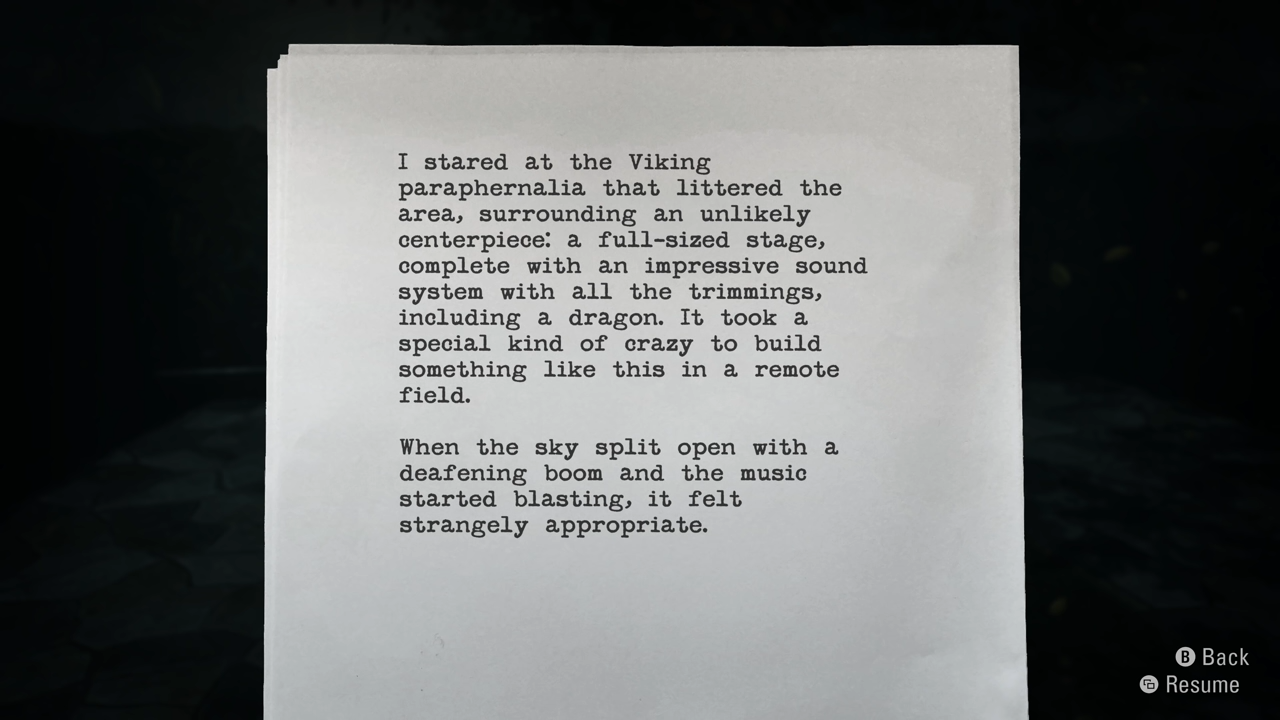 I stared at the Viking
paraphernalia that littered the
area, surrounding an unlikely
centerpiece: a full-sized stage,
complete with an impressive sound
system with all the trimmings,
including a dragon. It took a
special kind of crazy to build
something like this in a remote
field.
When the sky split open with a
deafening boom and the music
started blasting, it felt
strangely appropriate.
B Back
Resume